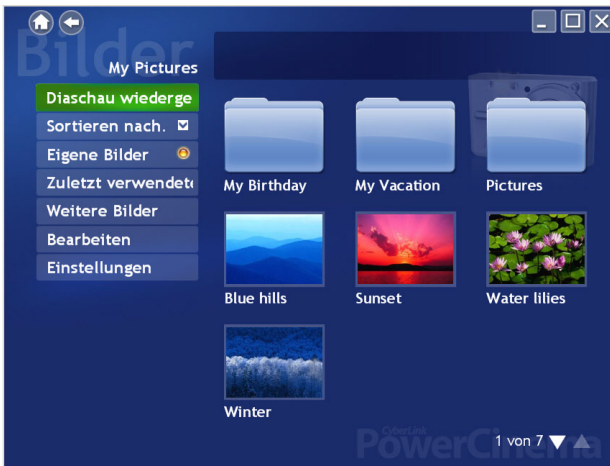 Bilder
My Pictures
Diaschau wiederge
Sortieren nach.
Eigene Bilder
Zuletzt verwendete
Weitere Bilder
Bearbeiten
Einstellungen
My Birthday
My Vacation
Pictures
Blue hills
Sunset
Water lilies
Winter
CyberLink
PowerCinema
1 von 7